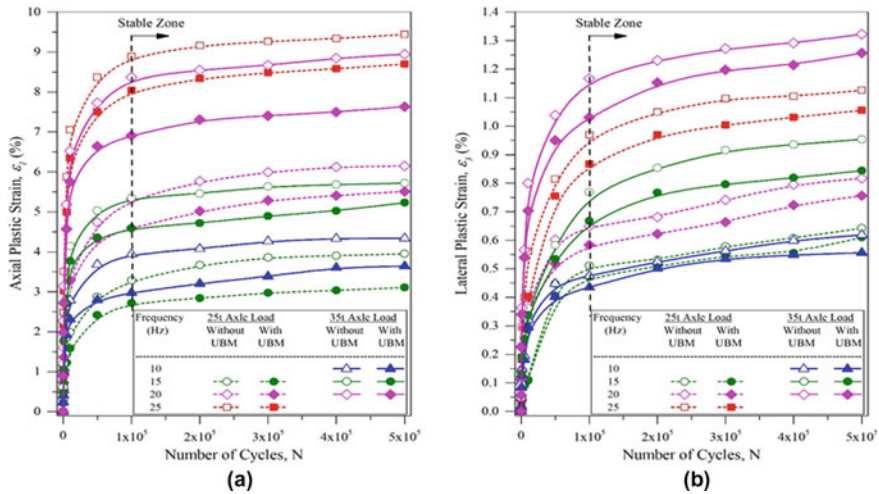 Stable Zone
Axial Plastic Strain, ε₁ (%)
10
9
8
7
6
5
4
3
2
1
0
Frequency (Hz)
25t Axle Load 35t Axle Load
Without UBM With UBM Without UBM With UBM
10
15
20
25
0 1x10⁵ 2x10⁵ 3x10⁵ 4x10⁵ 5x10⁵
Number of Cycles, N
(a)
Stable Zone
Lateral Plastic Strain, ε₃ (%)
1.4
1.3
1.2
1.1
1.0
0.9
0.8
0.7
0.6
0.5
0.4
0.3
0.2
0.1
0.0
Frequency (Hz)
25t Axle Load 35t Axle Load
Without UBM With UBM Without UBM With UBM
10
15
20
25
0 1x10⁵ 2x10⁵ 3x10⁵ 4x10⁵ 5x10⁵
Number of Cycles, N
(b)